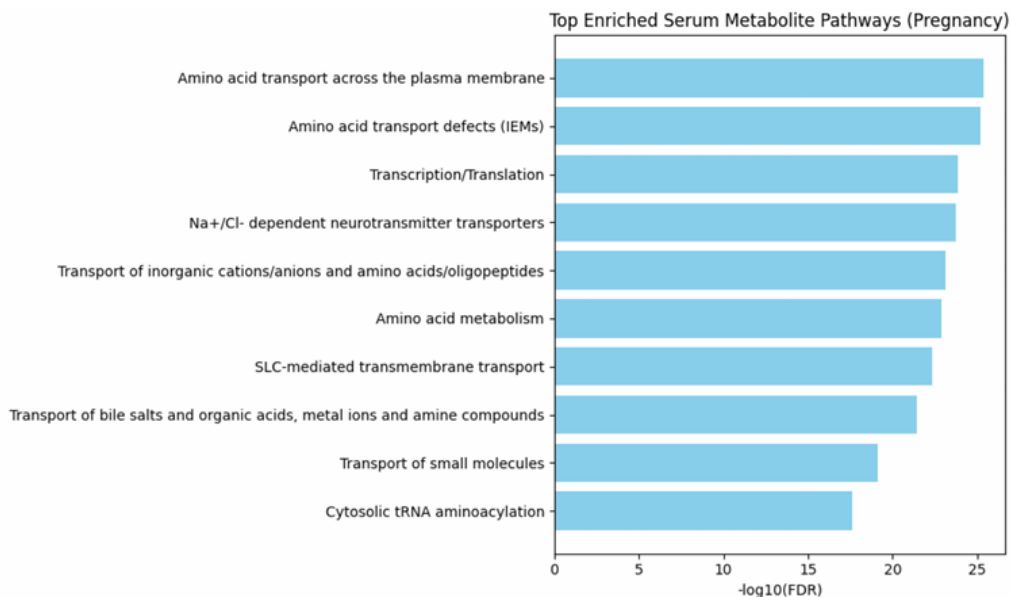 Top Enriched Serum Metabolite Pathways (Pregnancy)
Amino acid transport across the plasma membrane
Amino acid transport defects (IEMs)
Transcription/Translation
Na+/Cl- dependent neurotransmitter transporters
Transport of inorganic cations/anions and amino acids/oligopeptides
Amino acid metabolism
SLC-mediated transmembrane transport
Transport of bile salts and organic acids, metal ions and amine compounds
Transport of small molecules
Cytosolic tRNA aminoacylation
0 5 10 15 20 25
-log10(FDR)